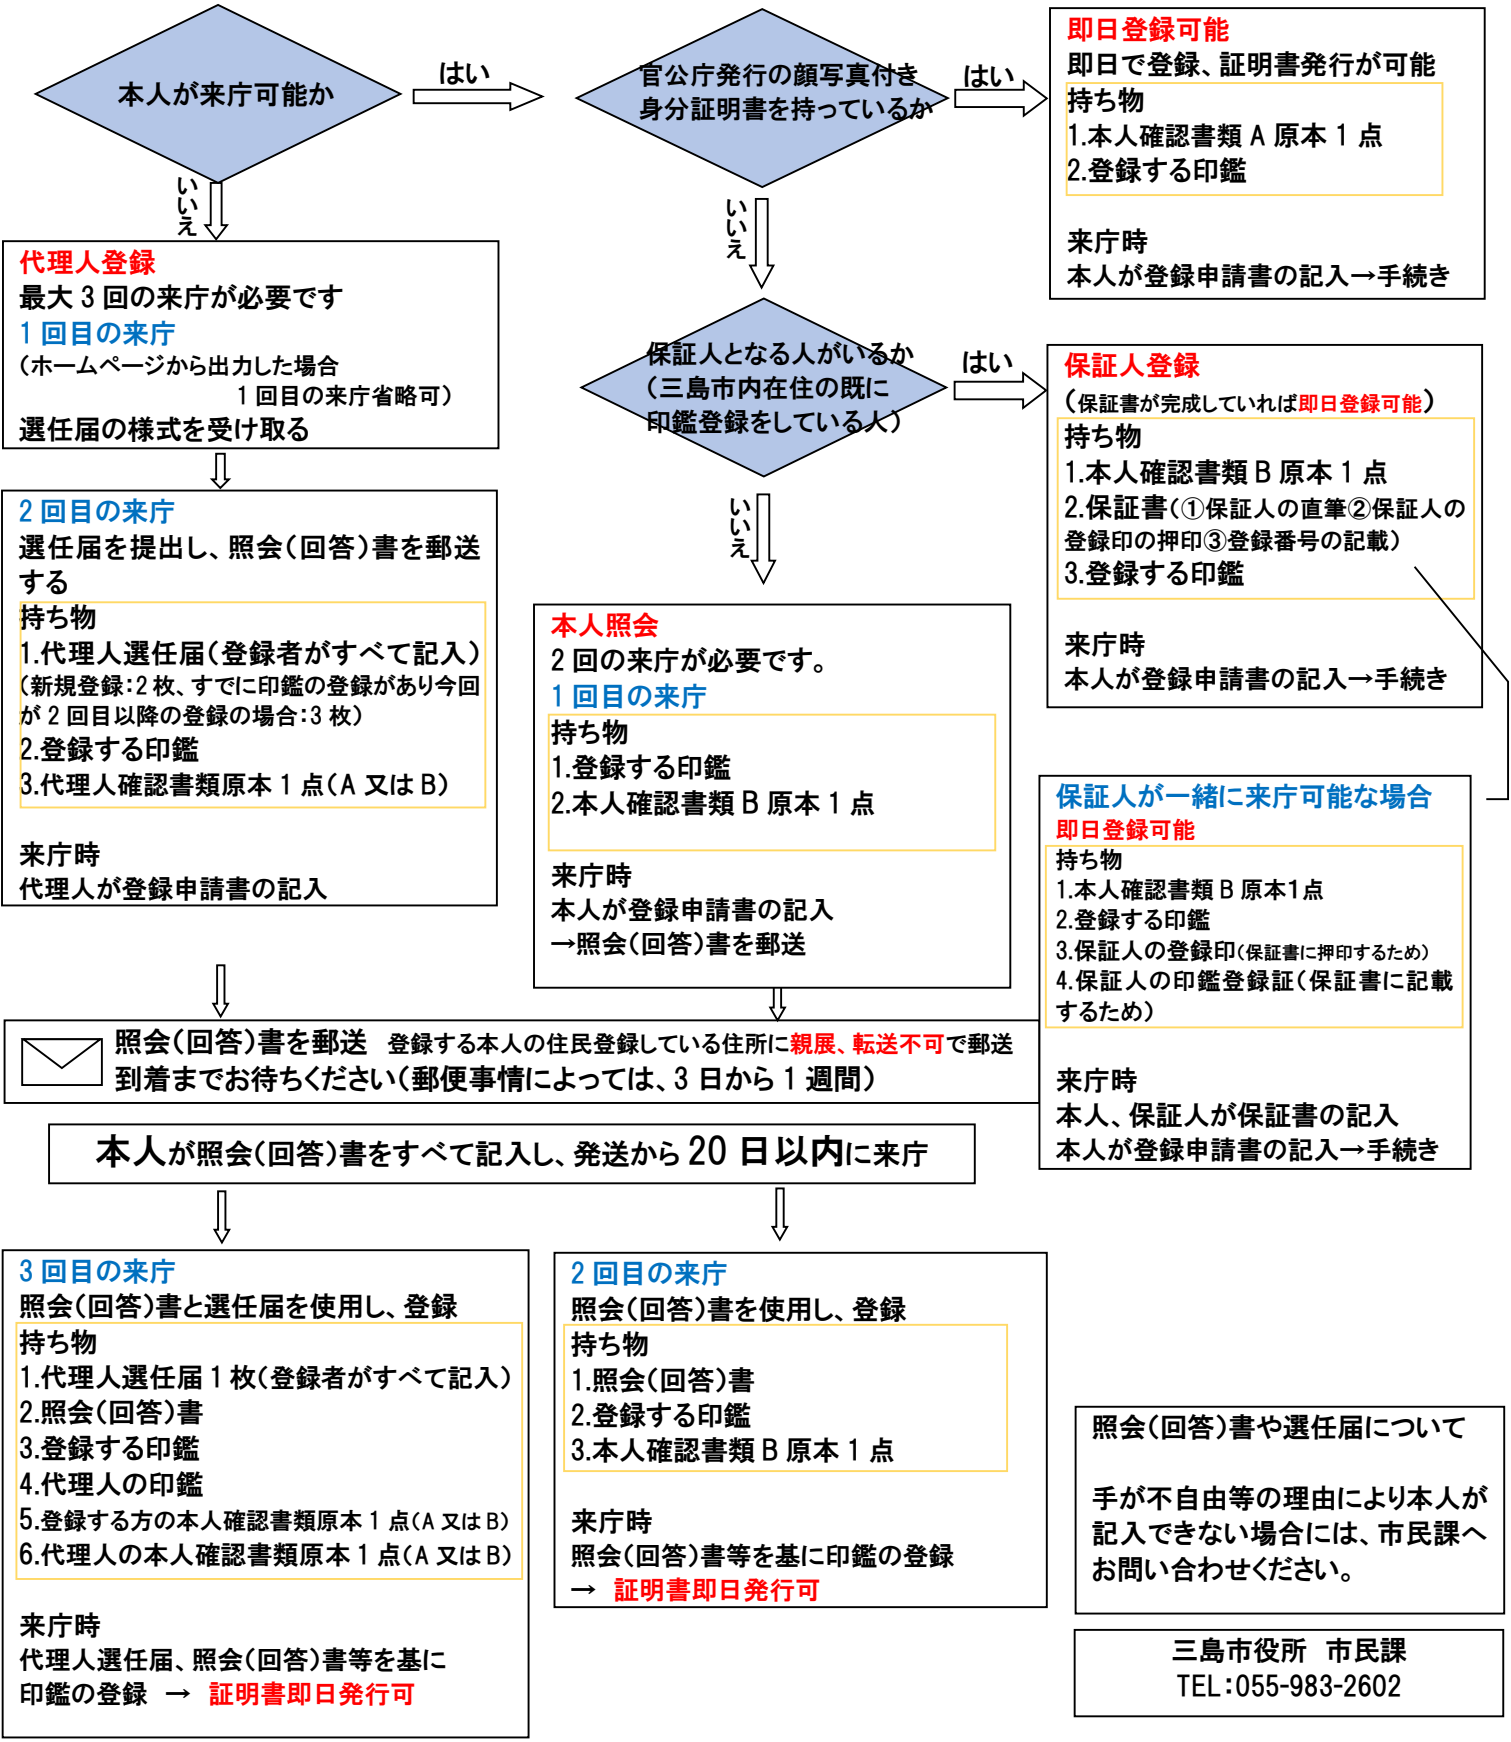 本人が来庁可能か
はい
官公庁発行の顔写真付き
身分証明書を持っているか
はい
即日登録可能
即日で登録、証明書発行が可能
持ち物
1.本人確認書類 A 原本 1 点
2.登録する印鑑
来庁時
本人が登録申請書の記入→手続き
いいえ
いいえ
代理人登録
最大 3 回の来庁が必要です
1 回目の来庁
(ホームページから出力した場合
1 回目の来庁省略可)
選任届の様式を受け取る
保証人となる人がいるか
(三島市内在住の既に
印鑑登録をしている人)
はい
保証人登録
(保証書が完成していれば即日登録可能)
持ち物
1.本人確認書類 B 原本 1 点
2.保証書(①保証人の直筆②保証人の
登録印の押印③登録番号の記載)
3.登録する印鑑
来庁時
本人が登録申請書の記入→手続き
いいえ
2 回目の来庁
選任届を提出し、照会(回答)書を郵送
する
持ち物
1.代理人選任届(登録者がすべて記入)
(新規登録:2 枚、すでに印鑑の登録があり今回
が 2 回目以降の登録の場合:3 枚)
2.登録する印鑑
3.代理人確認書類原本 1 点(A 又は B)
来庁時
代理人が登録申請書の記入
本人照会
2 回の来庁が必要です。
1 回目の来庁
持ち物
1.登録する印鑑
2.本人確認書類 B 原本 1 点
来庁時
本人が登録申請書の記入
→照会(回答)書を郵送
保証人が一緒に来庁可能な場合
即日登録可能
持ち物
1.本人確認書類 B 原本1点
2.登録する印鑑
3.保証人の登録印(保証書に押印するため)
4.保証人の印鑑登録証(保証書に記載
するため)
来庁時
本人、保証人が保証書の記入
本人が登録申請書の記入→手続き
照会(回答)書を郵送 登録する本人の住民登録している住所に親展、転送不可で郵送
到着までお待ちください(郵便事情によっては、3 日から 1 週間)
本人が照会(回答)書をすべて記入し、発送から 20 日以内に来庁
3 回目の来庁
照会(回答)書と選任届を使用し、登録
持ち物
1.代理人選任届 1 枚(登録者がすべて記入)
2.照会(回答)書
3.登録する印鑑
4.代理人の印鑑
5.登録する方の本人確認書類原本 1 点(A 又は B)
6.代理人の本人確認書類原本 1 点(A 又は B)
来庁時
代理人選任届、照会(回答)書等を基に
印鑑の登録 → 証明書即日発行可
2 回目の来庁
照会(回答)書を使用し、登録
持ち物
1.照会(回答)書
2.登録する印鑑
3.本人確認書類 B 原本 1 点
来庁時
照会(回答)書等を基に印鑑の登録
→ 証明書即日発行可
照会(回答)書や選任届について
手が不自由等の理由により本人が
記入できない場合には、市民課へ
お問い合わせください。
三島市役所 市民課
TEL:055-983-2602